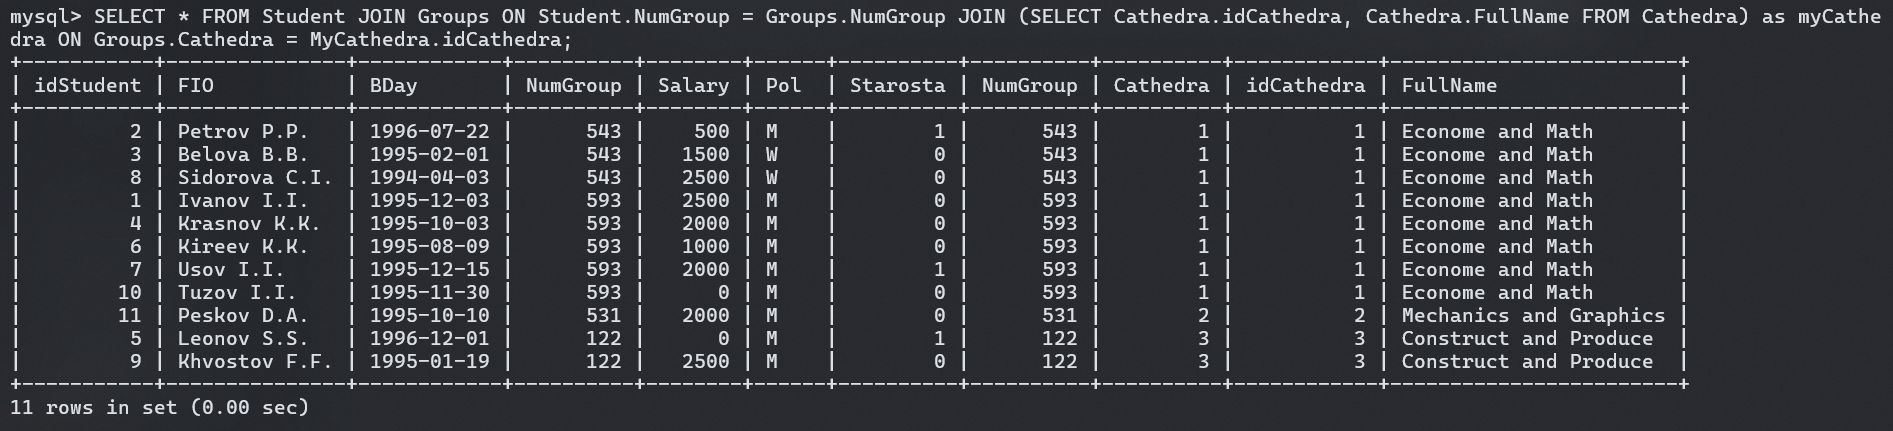 mysql> SELECT * FROM Student JOIN Groups ON Student.NumGroup = Groups.NumGroup JOIN (SELECT Cathedra.idCathedra, Cathedra.FullName FROM Cathedra) as myCathe
dra ON Groups.Cathedra = MyCathedra.idCathedra;
+-----------+---------------+------------+----------+--------+------+----------+----------+----------+------------+------------------------+
| idStudent | FIO           | BDay       | NumGroup | Salary | Pol  | Starosta | NumGroup | Cathedra | idCathedra | FullName               |
+-----------+---------------+------------+----------+--------+------+----------+----------+----------+------------+------------------------+
|         2 | Petrov P.P.   | 1996-07-22 |      543 |    500 | M    |        1 |      543 |        1 |          1 | Econome and Math       |
|         3 | Belova B.B.   | 1995-02-01 |      543 |   1500 | W    |        0 |      543 |        1 |          1 | Econome and Math       |
|         8 | Sidorova C.I. | 1994-04-03 |      543 |   2500 | W    |        0 |      543 |        1 |          1 | Econome and Math       |
|         1 | Ivanov I.I.   | 1995-12-03 |      593 |   2500 | M    |        0 |      593 |        1 |          1 | Econome and Math       |
|         4 | Krasnov K.K.  | 1995-10-03 |      593 |   2000 | M    |        0 |      593 |        1 |          1 | Econome and Math       |
|         6 | Kireev K.K.   | 1995-08-09 |      593 |   1000 | M    |        0 |      593 |        1 |          1 | Econome and Math       |
|         7 | Usov I.I.     | 1995-12-15 |      593 |   2000 | M    |        1 |      593 |        1 |          1 | Econome and Math       |
|        10 | Tuzov I.I.    | 1995-11-30 |      593 |      0 | M    |        0 |      593 |        1 |          1 | Econome and Math       |
|        11 | Peskov D.A.   | 1995-10-10 |      531 |   2000 | M    |        0 |      531 |        2 |          2 | Mechanics and Graphics |
|         5 | Leonov S.S.   | 1996-12-01 |      122 |      0 | M    |        1 |      122 |        3 |          3 | Construct and Produce  |
|         9 | Khvostov F.F. | 1995-01-19 |      122 |   2500 | M    |        0 |      122 |        3 |          3 | Construct and Produce  |
+-----------+---------------+------------+----------+--------+------+----------+----------+----------+------------+------------------------+
11 rows in set (0.00 sec)